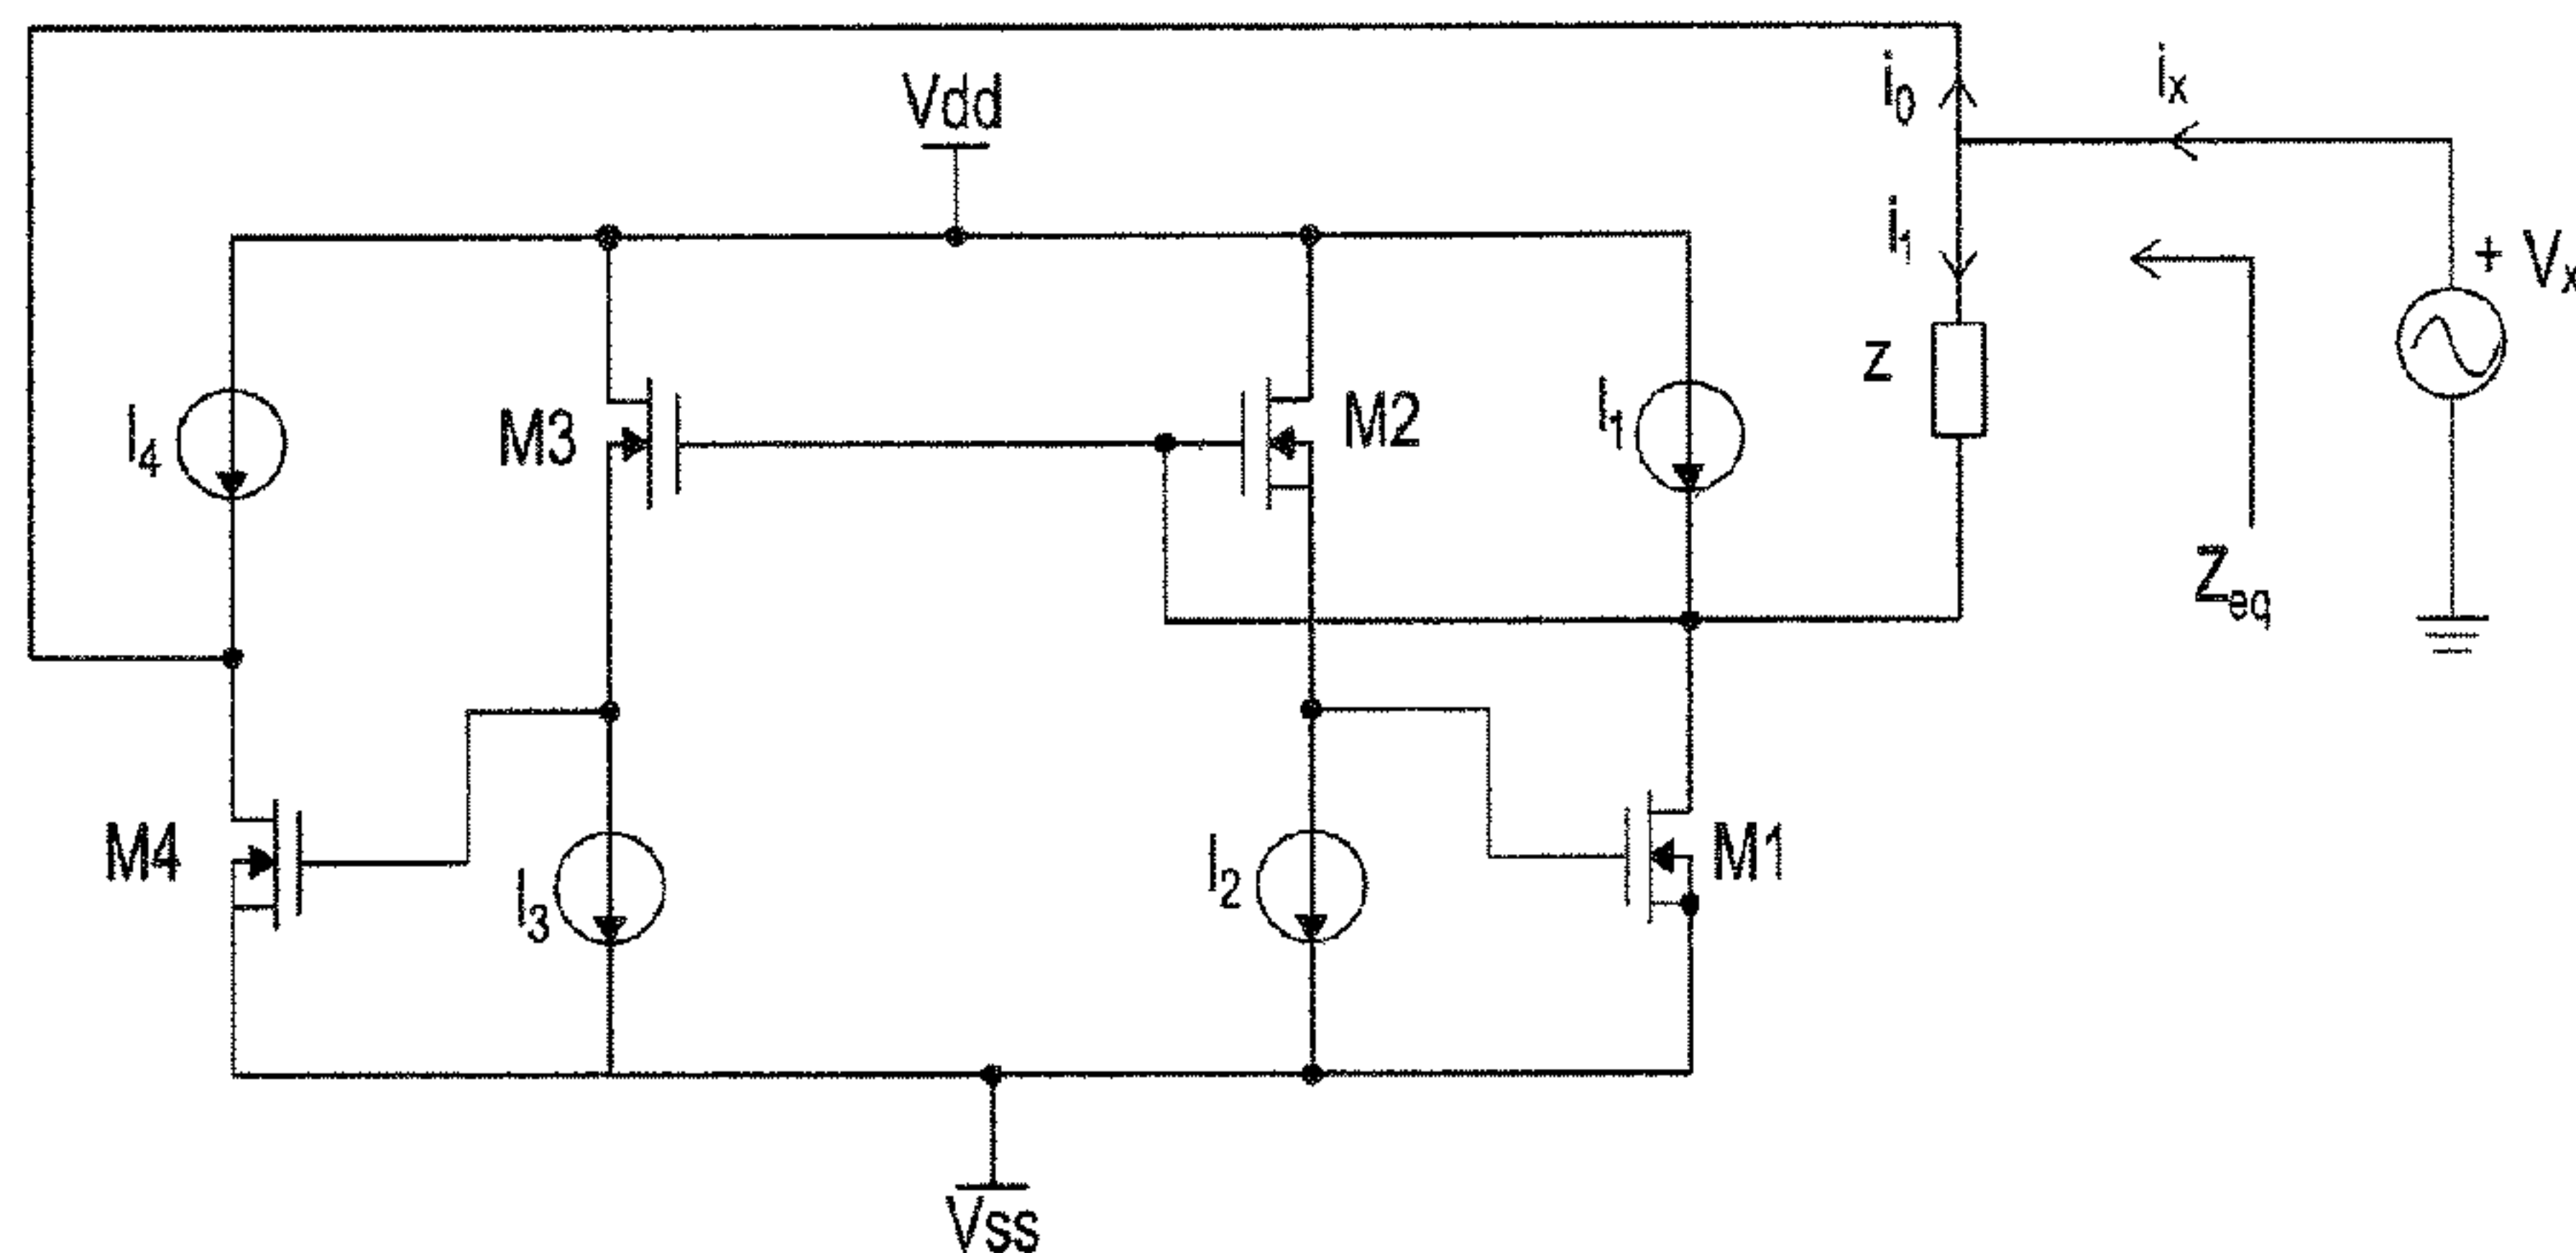 Vdd
i₀
iₓ
i₁
+ Vₓ
I₄
M3
M2
I₁
z
Zeq
M4
I₃
I₂
M1
Vss